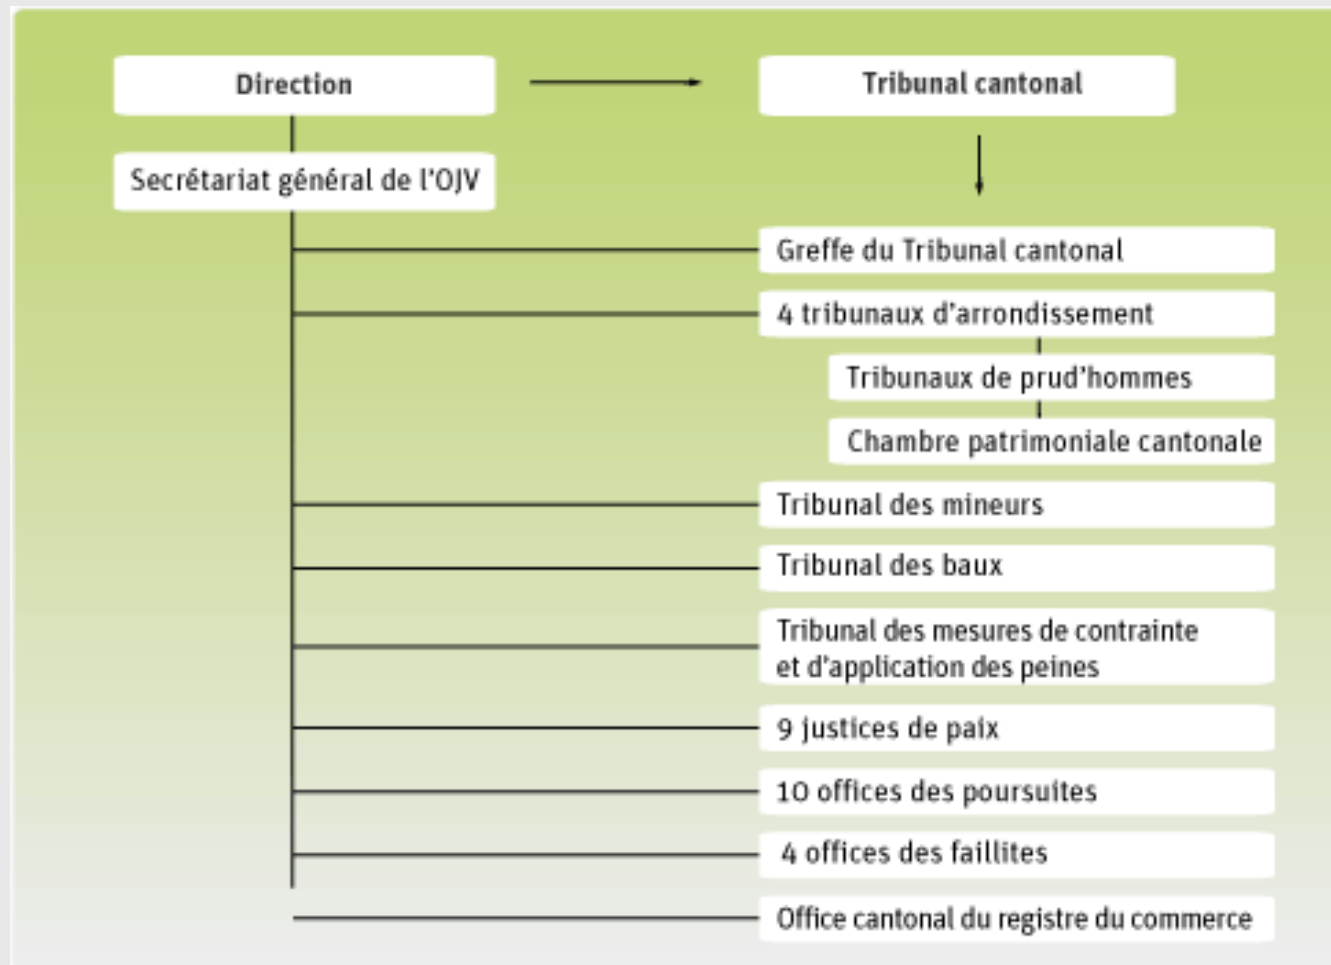 Direction
Tribunal cantonal
Secrétariat général de l'OJV
Greffe du Tribunal cantonal
4 tribunaux d'arrondissement
Tribunaux de prud'hommes
Chambre patrimoniale cantonale
Tribunal des mineurs
Tribunal des baux
Tribunal des mesures de contrainte
et d'application des peines
9 justices de paix
10 offices des poursuites
4 offices des faillites
Office cantonal du registre du commerce